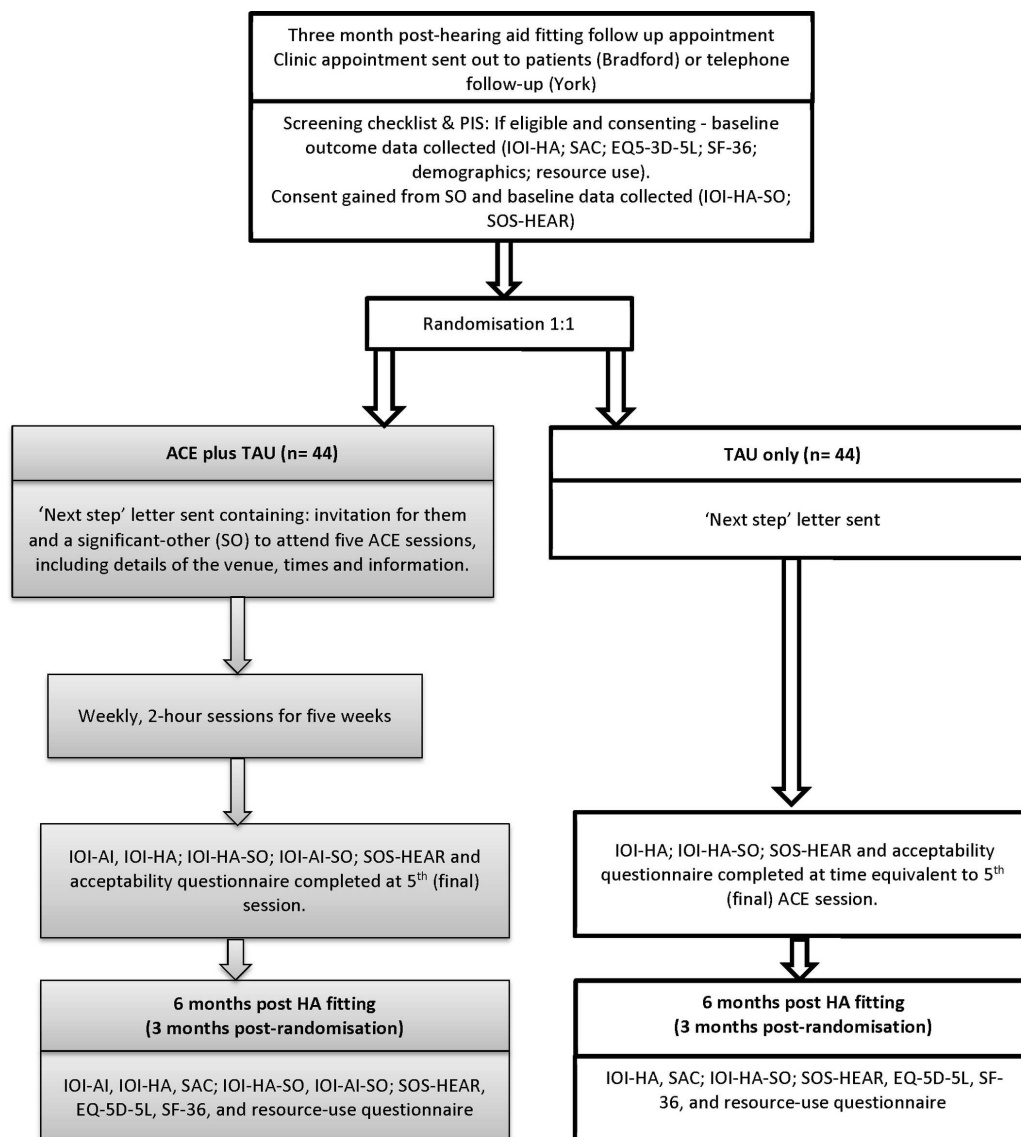 Three month post-hearing aid fitting follow up appointment
Clinic appointment sent out to patients (Bradford) or telephone
follow-up (York)
Screening checklist & PIS: If eligible and consenting - baseline
outcome data collected (IOI-HA; SAC; EQ5-3D-5L; SF-36;
demographics; resource use).
Consent gained from SO and baseline data collected (IOI-HA-SO;
SOS-HEAR)
Randomisation 1:1
ACE plus TAU (n= 44)
‘Next step’ letter sent containing: invitation for them
and a significant-other (SO) to attend five ACE sessions,
including details of the venue, times and information.
Weekly, 2-hour sessions for five weeks
IOI-AI, IOI-HA; IOI-HA-SO; IOI-AI-SO; SOS-HEAR and
acceptability questionnaire completed at 5th (final)
session.
6 months post HA fitting
(3 months post-randomisation)
IOI-AI, IOI-HA, SAC; IOI-HA-SO, IOI-AI-SO; SOS-HEAR,
EQ-5D-5L, SF-36, and resource-use questionnaire
TAU only (n= 44)
‘Next step’ letter sent
IOI-HA; IOI-HA-SO; SOS-HEAR and acceptability
questionnaire completed at time equivalent to 5th
(final) ACE session.
6 months post HA fitting
(3 months post-randomisation)
IOI-HA, SAC; IOI-HA-SO; SOS-HEAR, EQ-5D-5L, SF-
36, and resource-use questionnaire